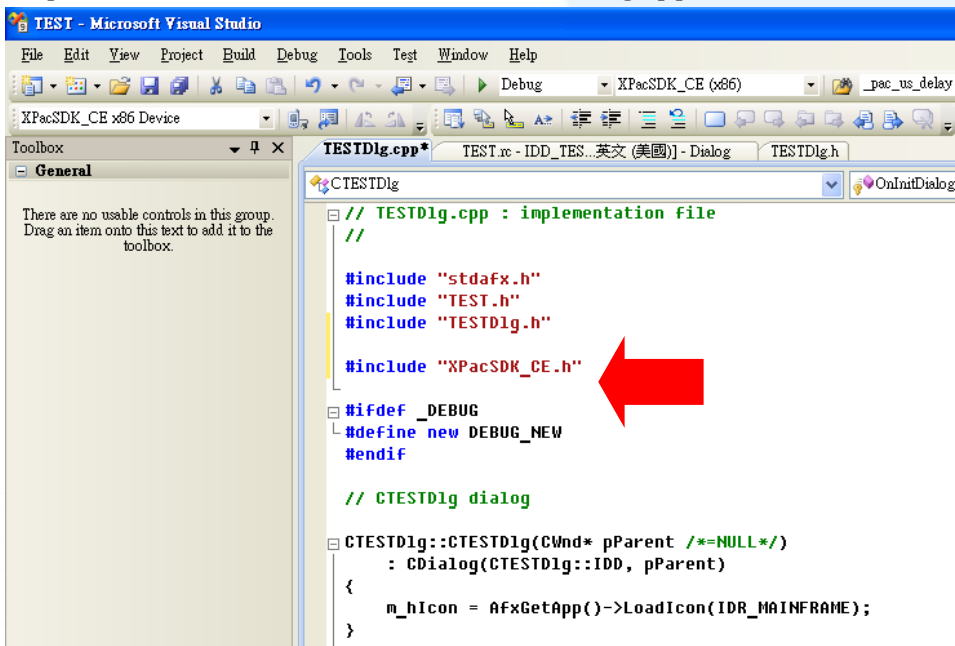 TEST - Microsoft Visual Studio
File Edit View Project Build Debug Tools Test Window Help
Debug XPacSDK_CE (x86) _pac_us_delay
XPacSDK_CE x86 Device
Toolbox
General
There are no usable controls in this group.
Drag an item onto this text to add it to the
toolbox.
TESTDlg.cpp* TEST.rc - IDD_TES...英文 (美國)] - Dialog TESTDlg.h
CTESTDlg OnInitDialog
// TESTDlg.cpp : implementation file
//
#include "stdafx.h"
#include "TEST.h"
#include "TESTDlg.h"
#include "XPacSDK_CE.h"
#ifdef _DEBUG
#define new DEBUG_NEW
#endif
// CTESTDlg dialog
CTESTDlg::CTESTDlg(CWnd* pParent /*=NULL*/)
: CDialog(CTESTDlg::IDD, pParent)
{
m_hIcon = AfxGetApp()->LoadIcon(IDR_MAINFRAME);
}